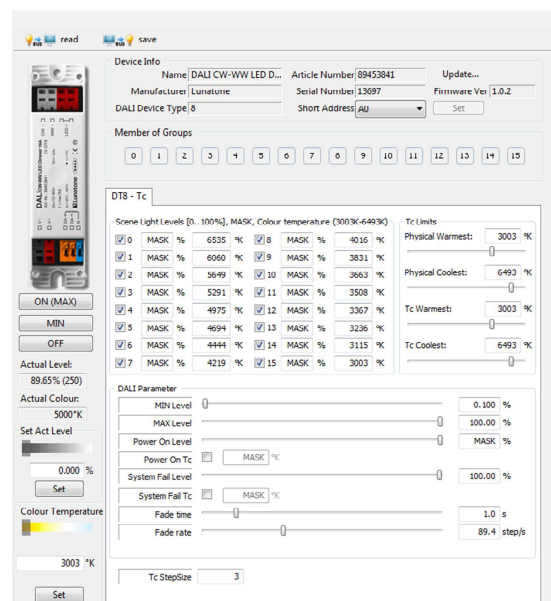 read save
Device Info
Name DALI CW-WW LED D... Article Number 89453841 Update...
Manufacturer Lunatone Serial Number 13697 Firmware Ver 1.0.2
DALI Device Type 8 Short Address A0 Set
Member of Groups
0 1 2 3 4 5 6 7 8 9 10 11 12 13 14 15
DT8 - Tc
Scene Light Levels [0..100%], MASK, Colour temperature (3003K-6493K)
0 MASK % 6535 °K 8 MASK % 4016 °K
1 MASK % 6060 °K 9 MASK % 3831 °K
2 MASK % 5649 °K 10 MASK % 3663 °K
3 MASK % 5291 °K 11 MASK % 3508 °K
4 MASK % 4975 °K 12 MASK % 3367 °K
5 MASK % 4694 °K 13 MASK % 3236 °K
6 MASK % 4444 °K 14 MASK % 3115 °K
7 MASK % 4219 °K 15 MASK % 3003 °K
Tc Limits
Physical Warmest: 3003 °K
Physical Coolest: 6493 °K
Tc Warmest: 3003 °K
Tc Coolest: 6493 °K
ON (MAX)
MIN
OFF
Actual Level:
89.65% (250)
Actual Colour:
5000°K
Set Act Level
0.000 %
Set
Colour Temperature
3003 °K
Set
DALI Parameter
MIN Level 0.100 %
MAX Level 100.00 %
Power On Level MASK %
Power On Tc MASK °K
System Fail Level 100.00 %
System Fail Tc MASK °K
Fade time 1.0 s
Fade rate 89.4 step/s
Tc StepSize 3